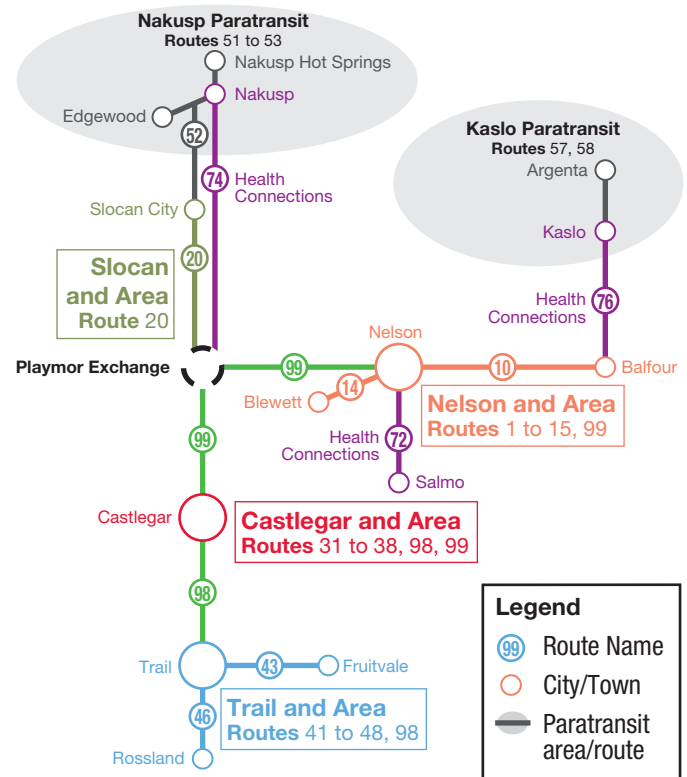 Nakusp Paratransit
Routes 51 to 53
Nakusp Hot Springs
Nakusp
Edgewood
52
Kaslo Paratransit
Routes 57, 58
Argenta
74
Health
Connections
Slocan City
Kaslo
20
Slocan
and Area
Route 20
Health
Connections
76
Nelson
Playmor Exchange
99
10
Balfour
14
Blewett
Nelson and Area
Routes 1 to 15, 99
99
Health
Connections
72
Salmo
Castlegar
Castlegar and Area
Routes 31 to 38, 98, 99
98
Legend
99
Route Name
City/Town
Paratransit
area/route
Trail
43
Fruitvale
46
Trail and Area
Routes 41 to 48, 98
Rossland